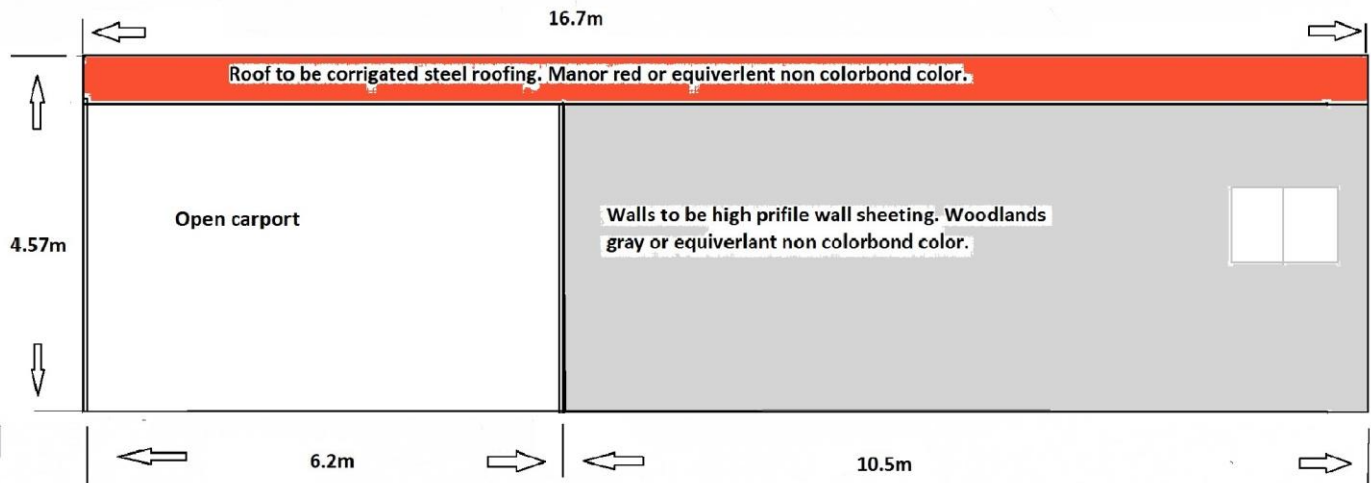 16.7m
Roof to be corrigated steel roofing. Manor red or equiverlent non colorbond color.
Open carport
Walls to be high prifile wall sheeting. Woodlands
gray or equiverlant non colorbond color.
4.57m
6.2m
10.5m